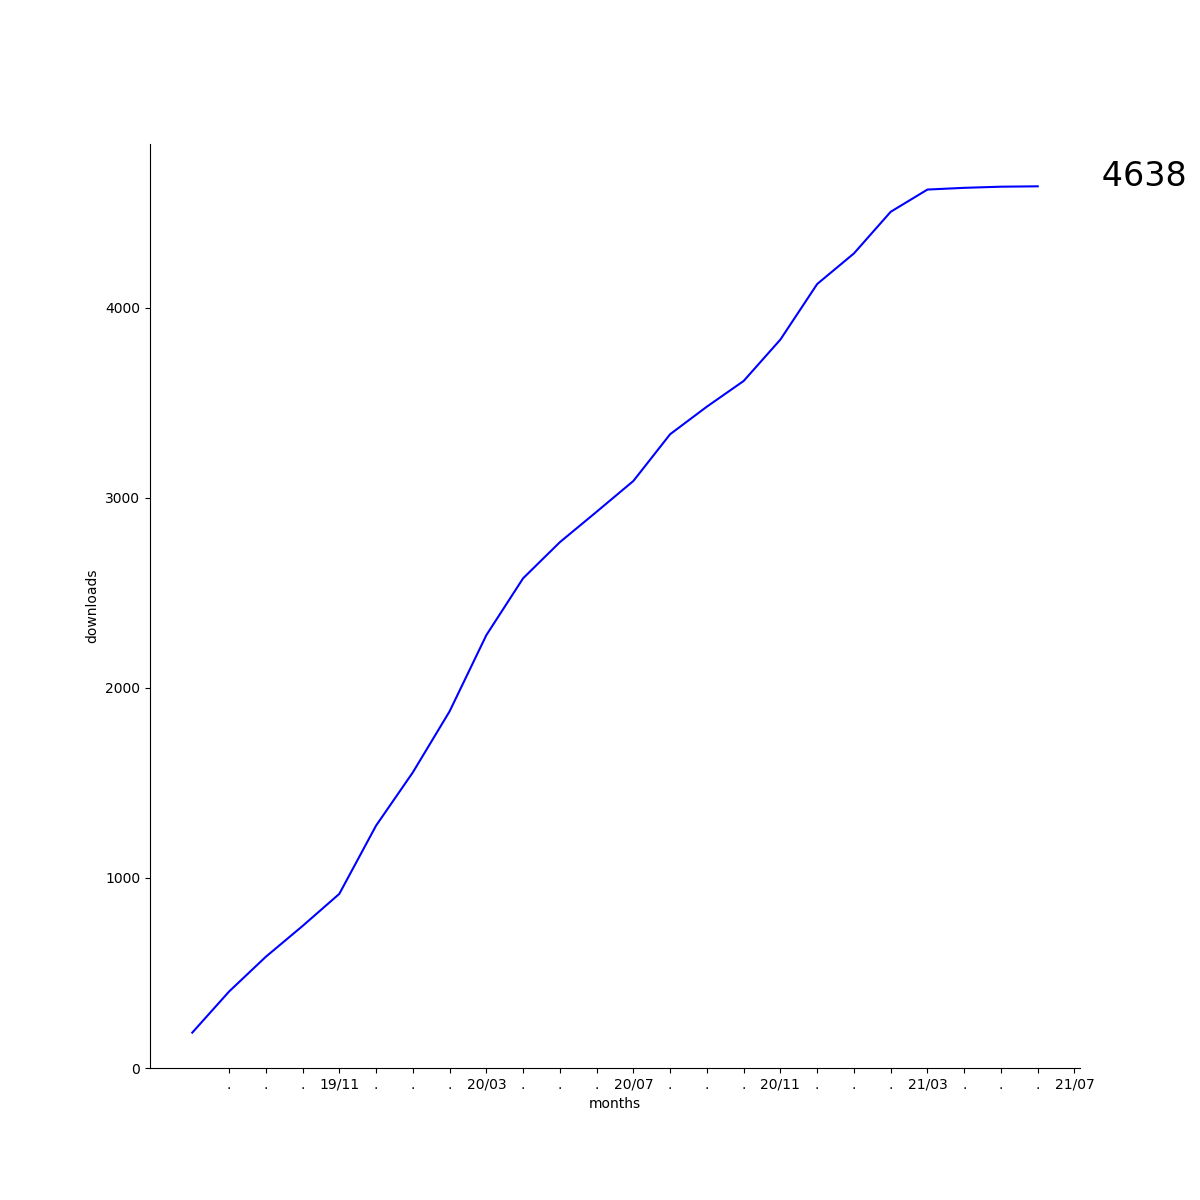 4638
4000
3000
downloads
2000
1000
0
. . . 19/11 . . . 20/03 . . . 20/07 . . . 20/11 . . . 21/03 . . . 21/07
months